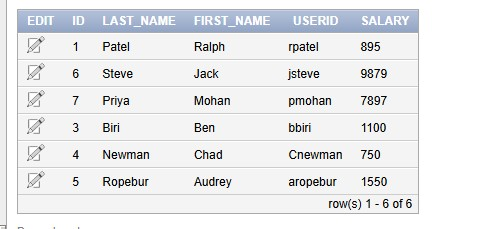 EDIT ID LAST_NAME FIRST_NAME USERID SALARY
1 Patel Ralph rpatel 895
6 Steve Jack jsteve 9879
7 Priya Mohan pmohan 7897
3 Biri Ben bbiri 1100
4 Newman Chad Cnewman 750
5 Ropebur Audrey aropebur 1550
row(s) 1 - 6 of 6